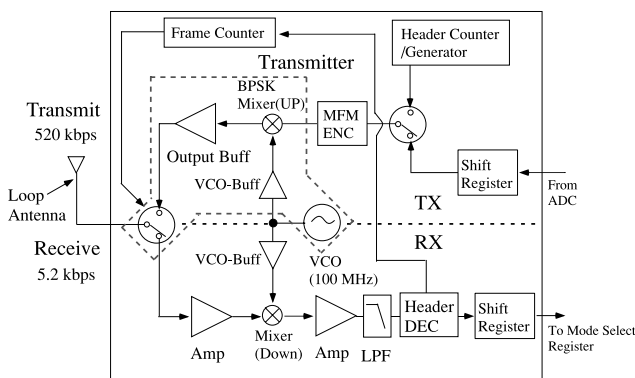 Frame Counter
Header Counter
/Generator
Transmitter
BPSK
Mixer(UP)
MFM
ENC
Transmit
520 kbps
Output Buff
Shift
Register
From
ADC
VCO-Buff
TX
Loop
Antenna
RX
Receive
5.2 kbps
VCO-Buff
VCO
(100 MHz)
Header
DEC
Shift
Register
Mixer
(Down)
Amp
Amp
LPF
To Mode Select
Register